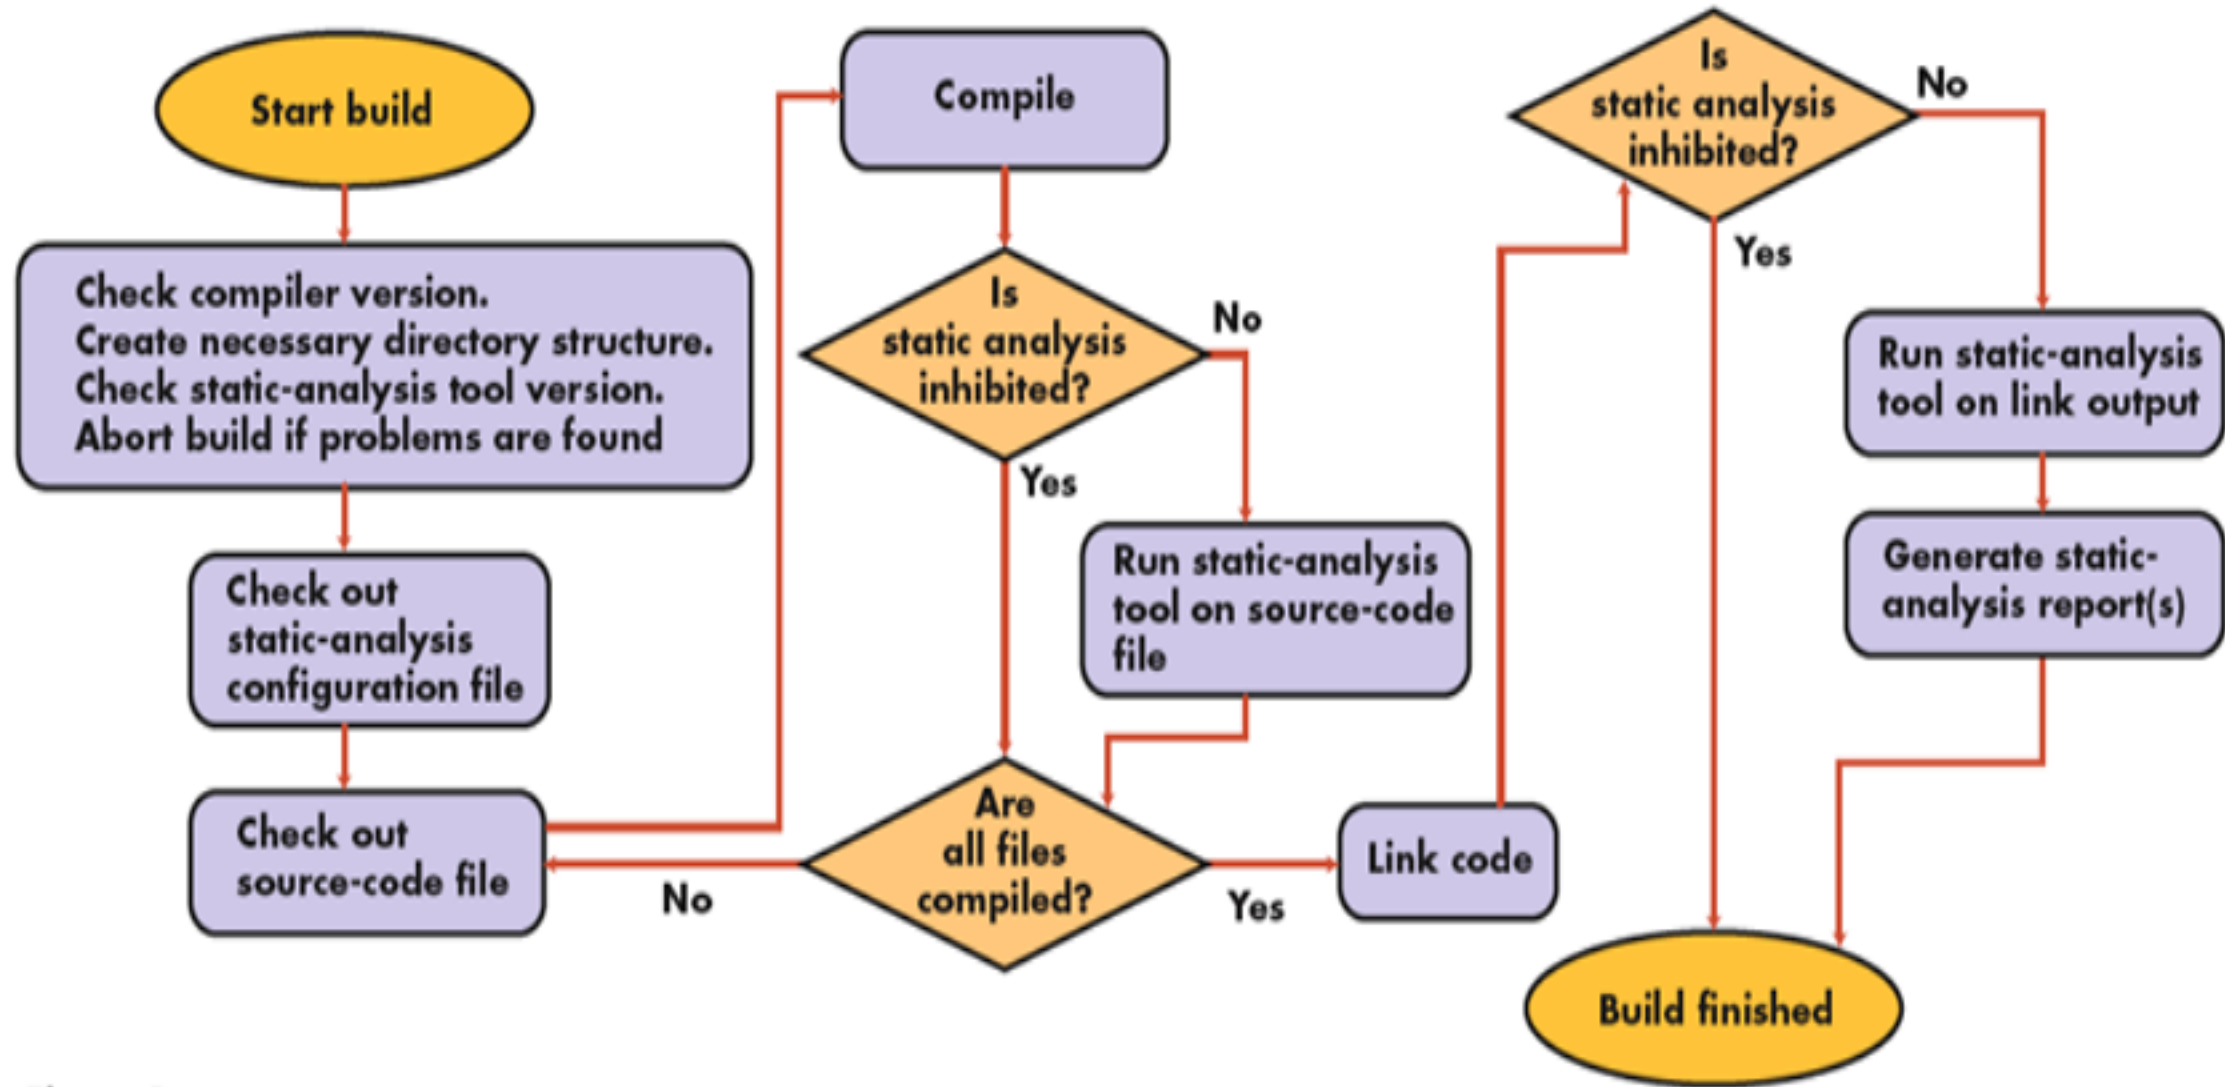 Start build
Check compiler version.
Create necessary directory structure.
Check static-analysis tool version.
Abort build if problems are found
Check out
static-analysis
configuration file
Check out
source-code file
Compile
Is
static analysis
inhibited?
No
Yes
Run static-analysis
tool on source-code
file
Are
all files
compiled?
No
Yes
Link code
Is
static analysis
inhibited?
No
Yes
Run static-analysis
tool on link output
Generate static-
analysis report(s)
Build finished